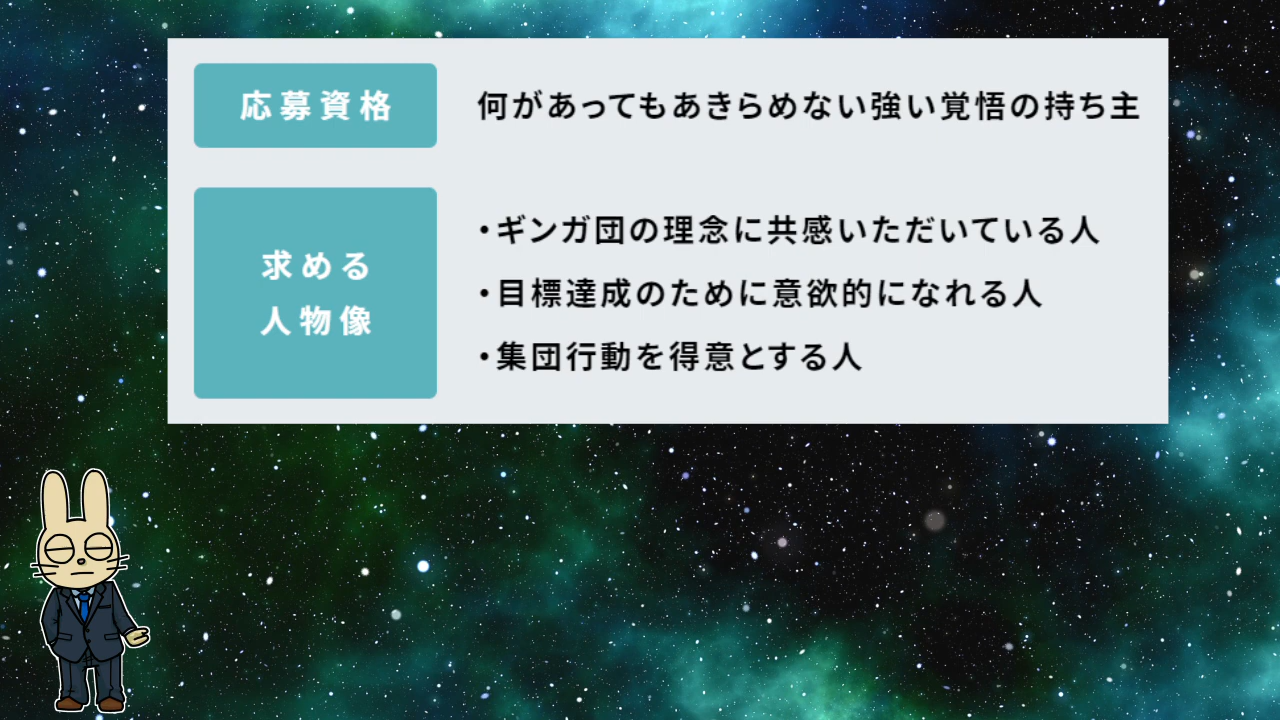 応募資格
何があってもあきらめない強い覚悟の持ち主
求める
人物像
・ギンガ団の理念に共感いただいている人
・目標達成のために意欲的になれる人
・集団行動を得意とする人